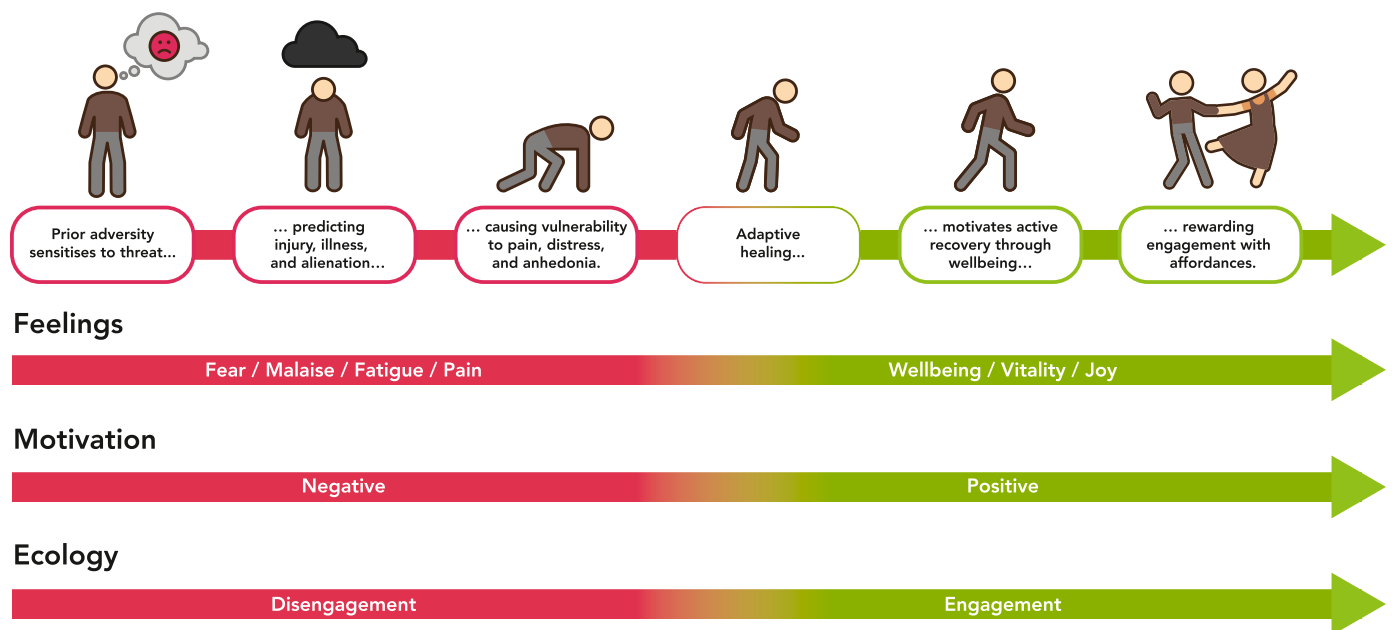 Prior adversity
sensitises to threat...
... predicting
injury, illness,
and alienation...
... causing vulnerability
to pain, distress,
and anhedonia.
Adaptive
healing...
... motivates active
recovery through
wellbeing...
... rewarding
engagement with
affordances.
Feelings
Fear / Malaise / Fatigue / Pain
Wellbeing / Vitality / Joy
Motivation
Negative
Positive
Ecology
Disengagement
Engagement